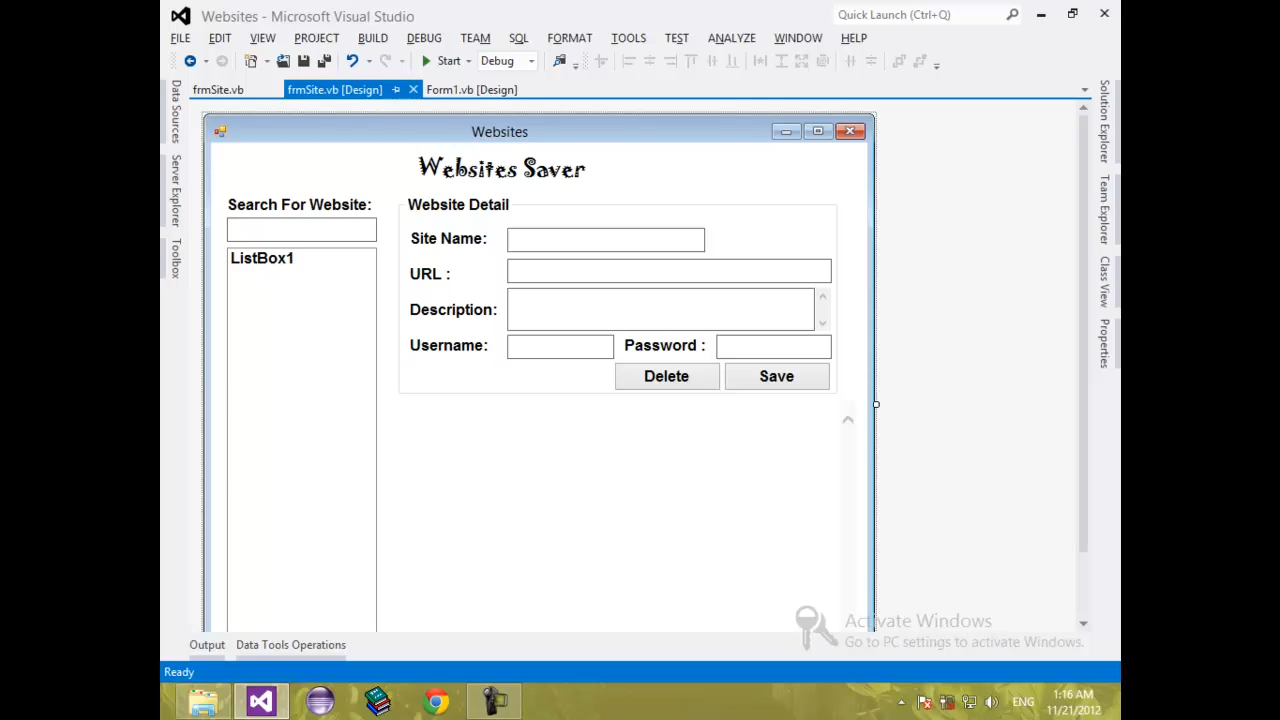 Websites - Microsoft Visual Studio
Quick Launch (Ctrl+Q)
FILE EDIT VIEW PROJECT BUILD DEBUG TEAM SQL FORMAT TOOLS TEST ANALYZE WINDOW HELP
Start Debug
frmSite.vb frmSite.vb [Design] Form1.vb [Design]
Data Sources
Server Explorer
Toolbox
Websites
Websites Saver
Search For Website:
ListBox1
Website Detail
Site Name:
URL :
Description:
Username: Password :
Delete Save
Solution Explorer
Team Explorer
Class View
Properties
Activate Windows
Go to PC settings to activate Windows.
Output Data Tools Operations
Ready
ENG
1:16 AM
11/21/2012